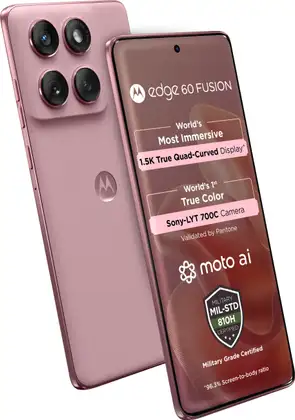 edge 60 FUSION
World's
Most Immersive
1.5K True Quad-Curved Display*
World's 1st
True Color
Sony-LYT 700C Camera
Validated by Pantone
moto ai
MILITARY
MIL-STD
810H
CERTIFIED
Military Grade Certified
*96.3% Screen-to-body ratio